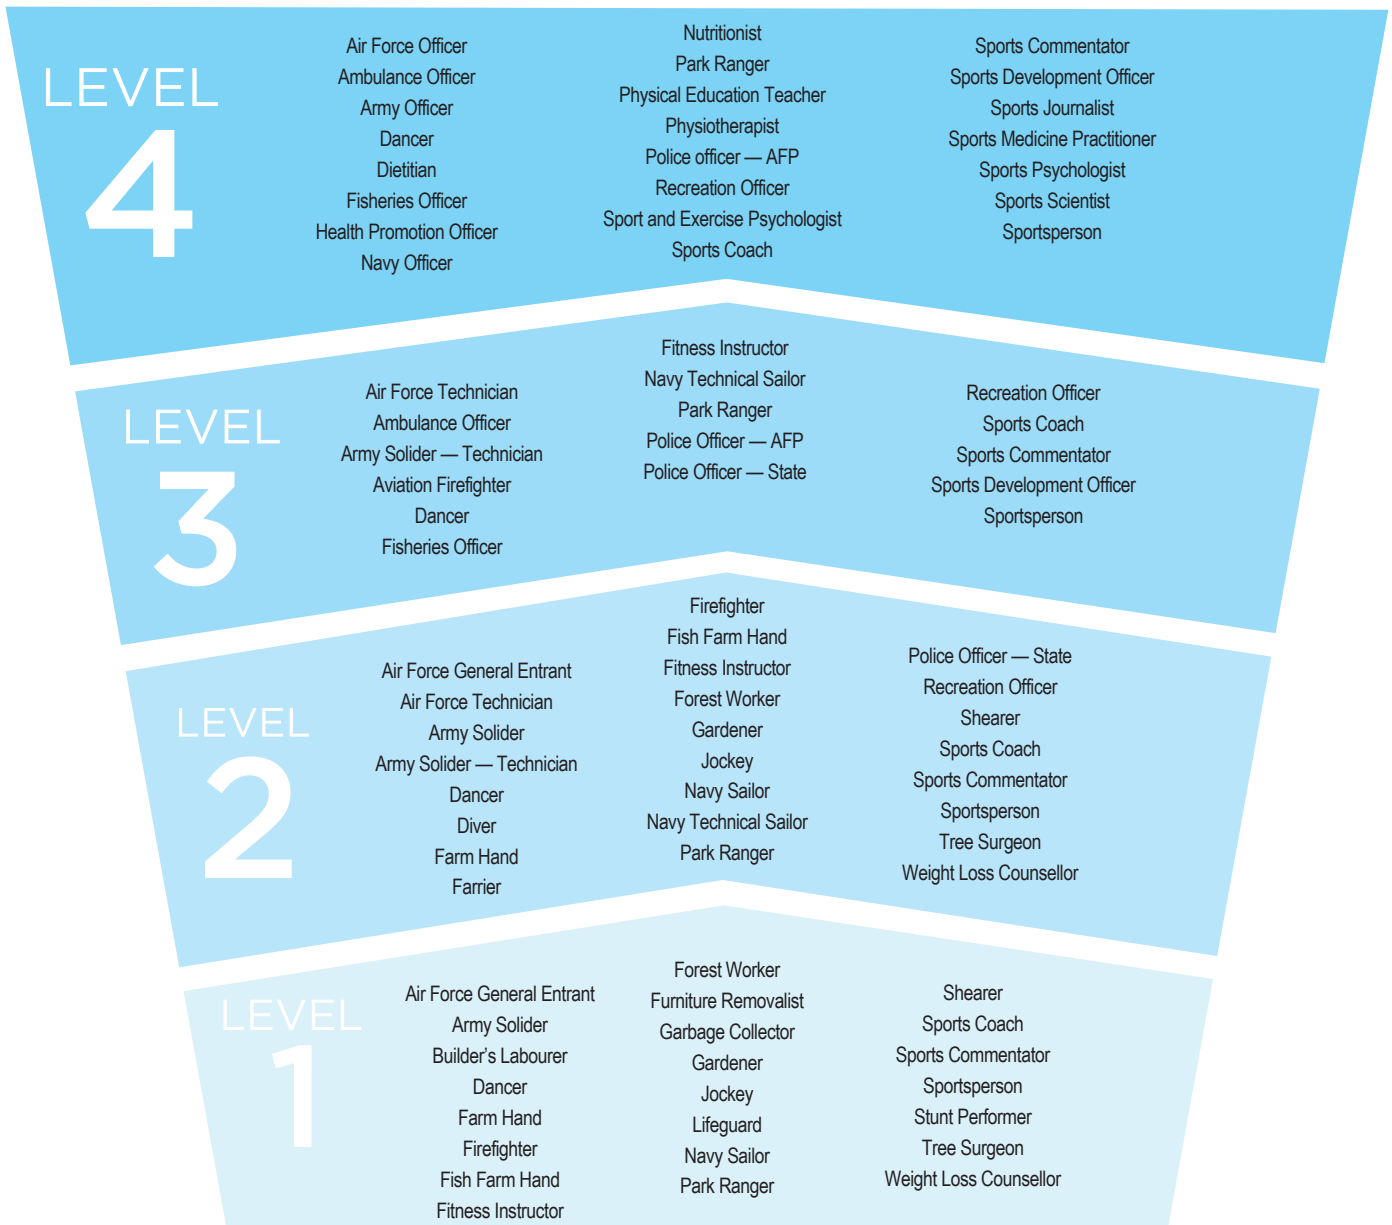 LEVEL
4
Air Force Officer
Ambulance Officer
Army Officer
Dancer
Dietitian
Fisheries Officer
Health Promotion Officer
Navy Officer
Nutritionist
Park Ranger
Physical Education Teacher
Physiotherapist
Police officer — AFP
Recreation Officer
Sport and Exercise Psychologist
Sports Coach
Sports Commentator
Sports Development Officer
Sports Journalist
Sports Medicine Practitioner
Sports Psychologist
Sports Scientist
Sportsperson
LEVEL
3
Air Force Technician
Ambulance Officer
Army Solider — Technician
Aviation Firefighter
Dancer
Fisheries Officer
Fitness Instructor
Navy Technical Sailor
Park Ranger
Police Officer — AFP
Police Officer — State
Recreation Officer
Sports Coach
Sports Commentator
Sports Development Officer
Sportsperson
LEVEL
2
Air Force General Entrant
Air Force Technician
Army Solider
Army Solider — Technician
Dancer
Diver
Farm Hand
Farrier
Firefighter
Fish Farm Hand
Fitness Instructor
Forest Worker
Gardener
Jockey
Navy Sailor
Navy Technical Sailor
Park Ranger
Police Officer — State
Recreation Officer
Shearer
Sports Coach
Sports Commentator
Sportsperson
Tree Surgeon
Weight Loss Counsellor
LEVEL
1
Air Force General Entrant
Army Solider
Builder's Labourer
Dancer
Farm Hand
Firefighter
Fish Farm Hand
Fitness Instructor
Forest Worker
Furniture Removalist
Garbage Collector
Gardener
Jockey
Lifeguard
Navy Sailor
Park Ranger
Shearer
Sports Coach
Sports Commentator
Sportsperson
Stunt Performer
Tree Surgeon
Weight Loss Counsellor